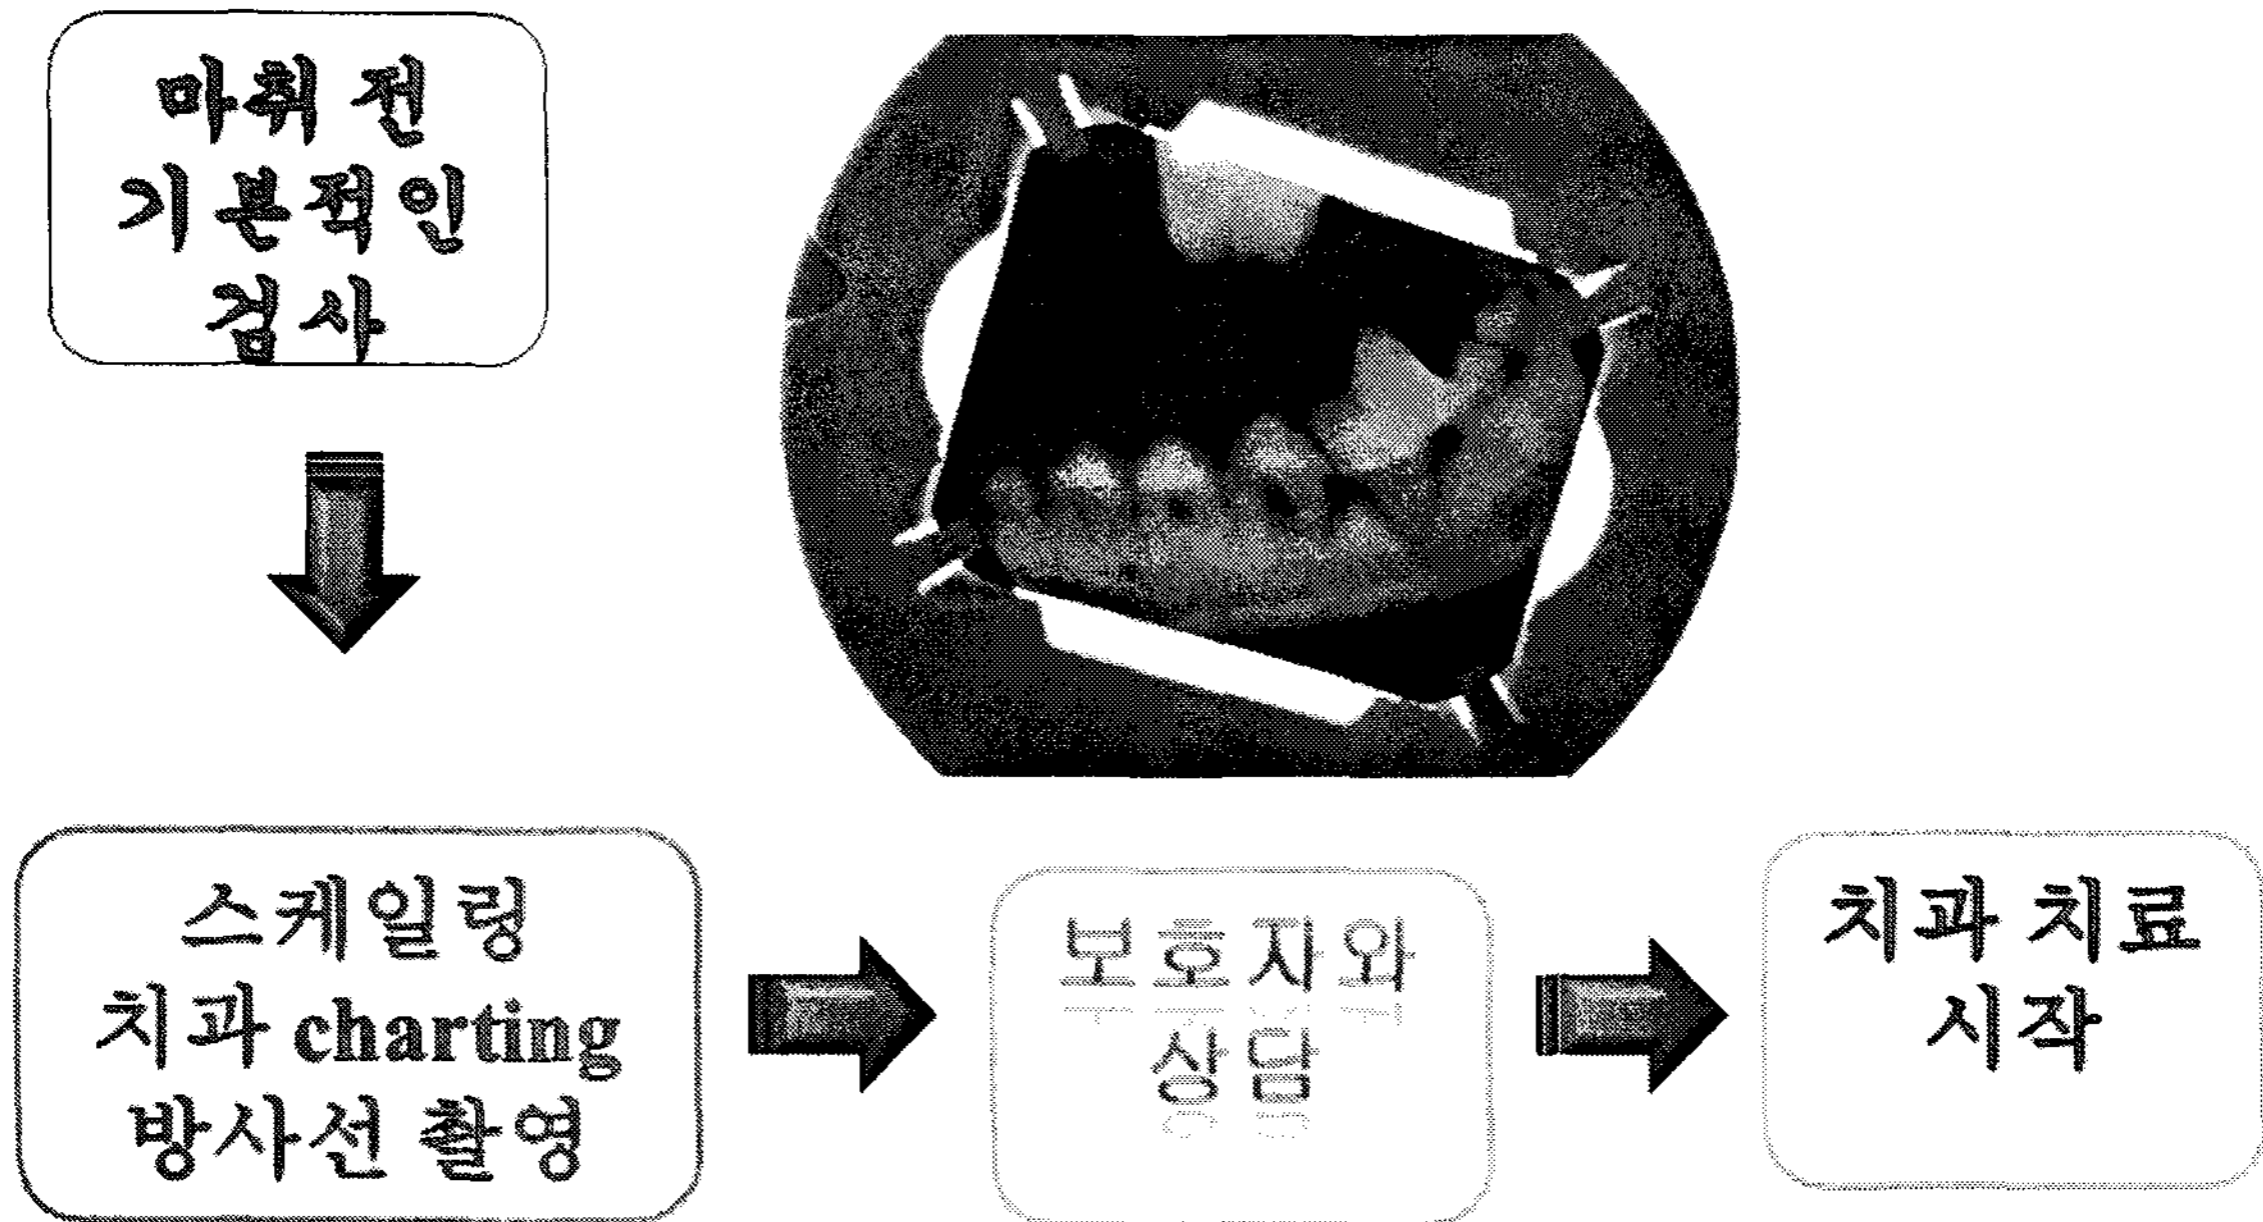 마취 전
기본적인
검사
스케일링
치과 charting
방사선 촬영
보호자와
상담
치과 치료
시작